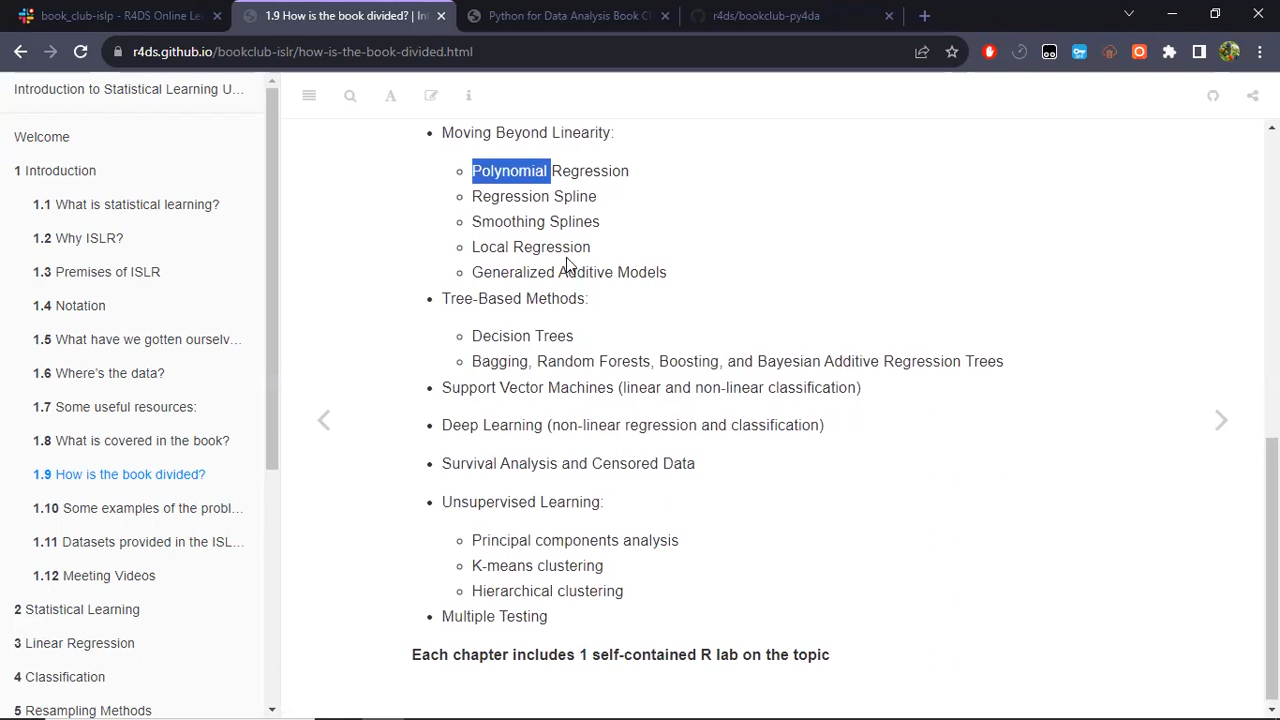 book_club-islp - R4DS Online Le
1.9 How is the book divided? | Int
Python for Data Analysis Book Cl
r4ds/bookclub-py4da
r4ds.github.io/bookclub-islr/how-is-the-book-divided.html
Introduction to Statistical Learning U...
Welcome
1 Introduction
1.1 What is statistical learning?
1.2 Why ISLR?
1.3 Premises of ISLR
1.4 Notation
1.5 What have we gotten ourselv...
1.6 Where's the data?
1.7 Some useful resources:
1.8 What is covered in the book?
1.9 How is the book divided?
1.10 Some examples of the probl...
1.11 Datasets provided in the ISL...
1.12 Meeting Videos
2 Statistical Learning
3 Linear Regression
4 Classification
5 Resampling Methods
Moving Beyond Linearity:
Polynomial Regression
Regression Spline
Smoothing Splines
Local Regression
Generalized Additive Models
Tree-Based Methods:
Decision Trees
Bagging, Random Forests, Boosting, and Bayesian Additive Regression Trees
Support Vector Machines (linear and non-linear classification)
Deep Learning (non-linear regression and classification)
Survival Analysis and Censored Data
Unsupervised Learning:
Principal components analysis
K-means clustering
Hierarchical clustering
Multiple Testing
Each chapter includes 1 self-contained R lab on the topic